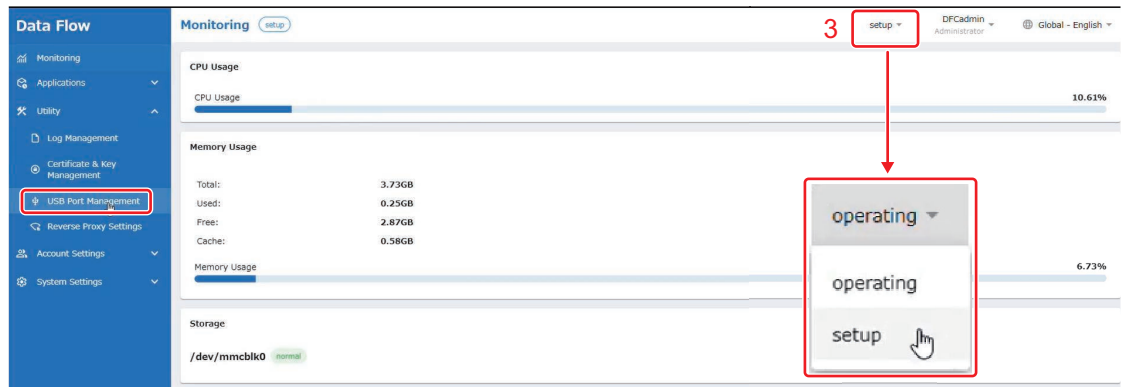 Data Flow
Monitoring
Applications
Utility
Log Management
Certificate & Key
Management
USB Port Management
Reverse Proxy Settings
Account Settings
System Settings
Monitoring setup
3
setup
DFCadmin
Administrator
Global - English
CPU Usage
CPU Usage 10.61%
Memory Usage
Total: 3.73GB
Used: 0.25GB
Free: 2.87GB
Cache: 0.58GB
Memory Usage 6.73%
Storage
/dev/mmcblk0 normal
operating
operating
setup